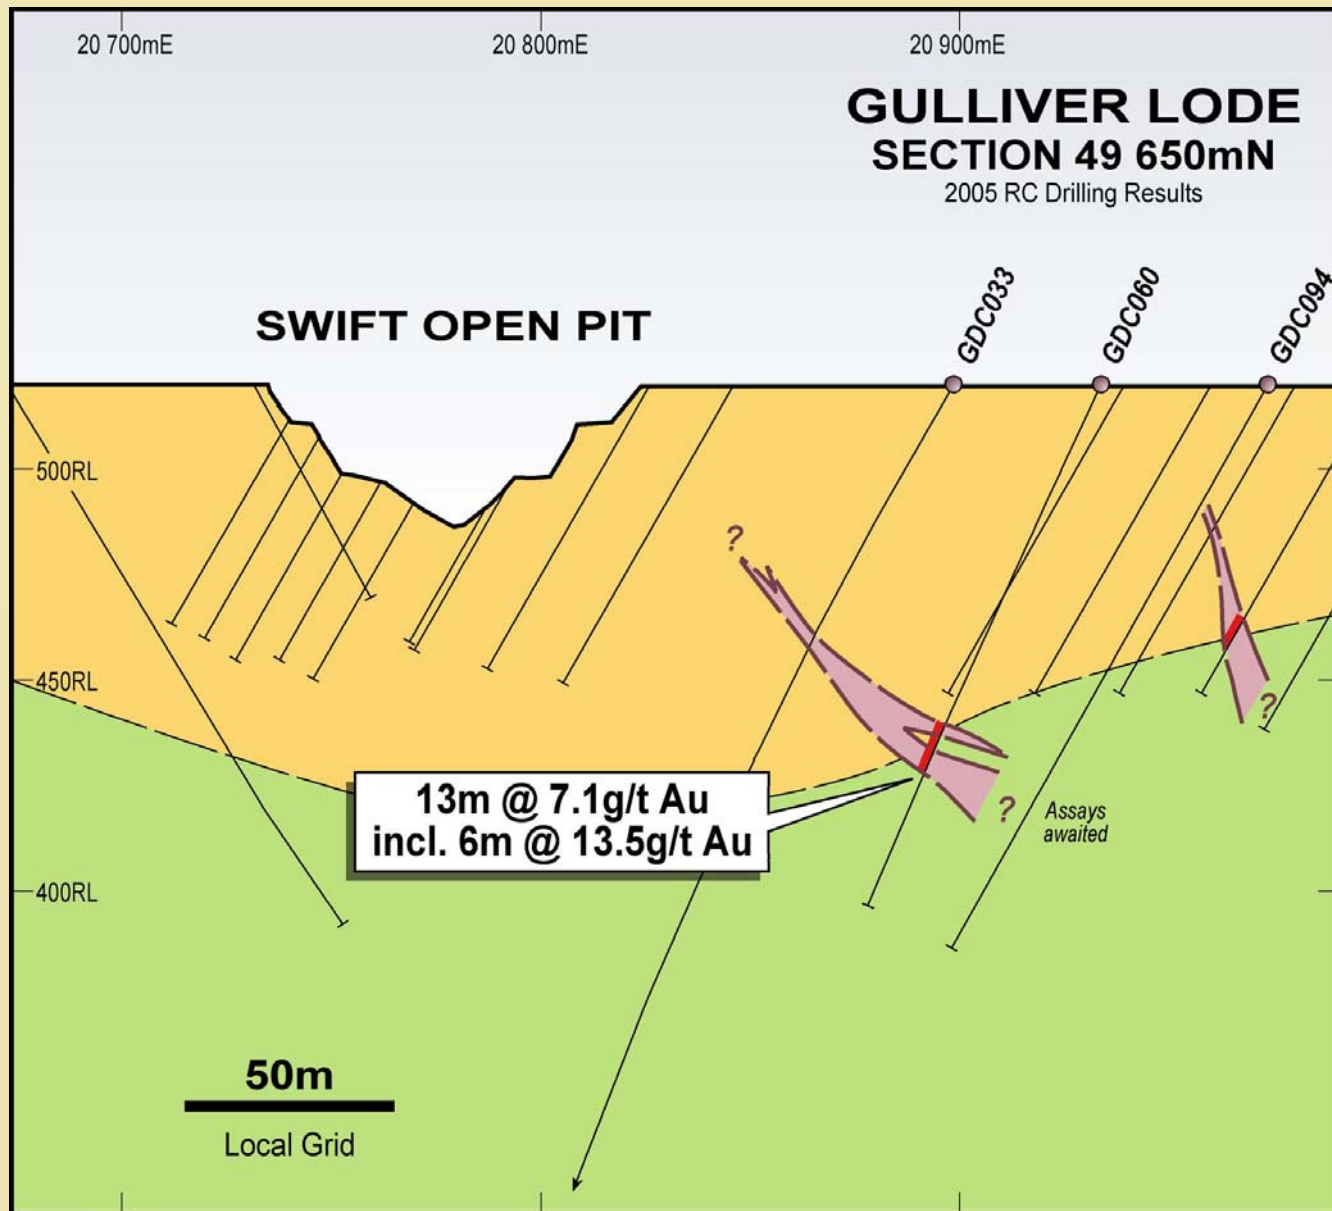 20 700mE
20 800mE
20 900mE
GULLIVER LODE
SECTION 49 650mN
2005 RC Drilling Results
SWIFT OPEN PIT
GDC033
GDC060
GDC094
500RL
?
450RL
?
13m @ 7.1g/t Au
incl. 6m @ 13.5g/t Au
?
Assays
awaited
400RL
50m
Local Grid